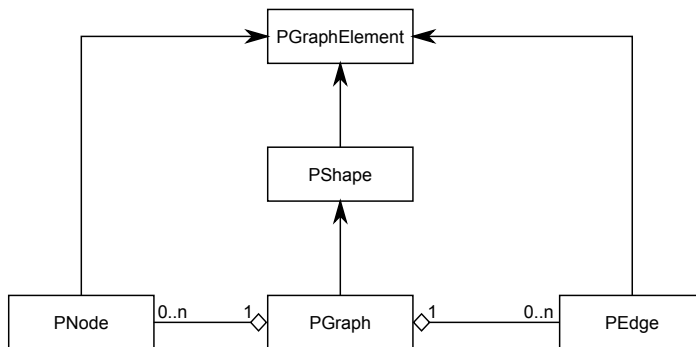 PGraphElement
PShape
0..n
1
1
0..n
PNode
PGraph
PEdge